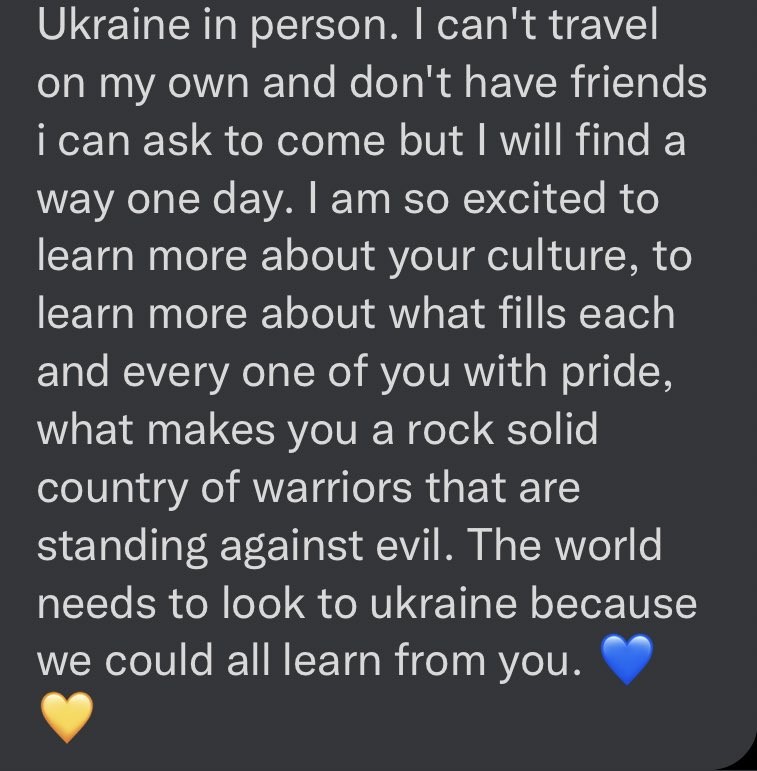 Ukraine in person. I can't travel
on my own and don't have friends
i can ask to come but I will find a
way one day. I am so excited to
learn more about your culture, to
learn more about what fills each
and every one of you with pride,
what makes you a rock solid
country of warriors that are
standing against evil. The world
needs to look to ukraine because
we could all learn from you. 💙
💛